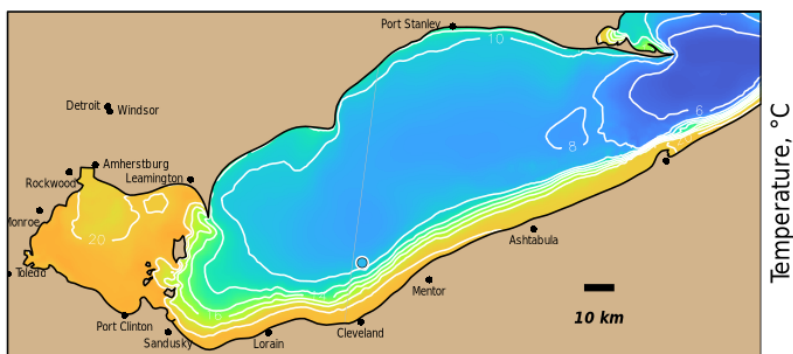 Port Stanley
10
Detroit
Windsor
6
8
Amherstburg
Leamington
Rockwood
Monroe
20
Ashtabula
Toledo
Mentor
10 km
16
Port Clinton
Cleveland
Sandusky
Lorain
Temperature, °C